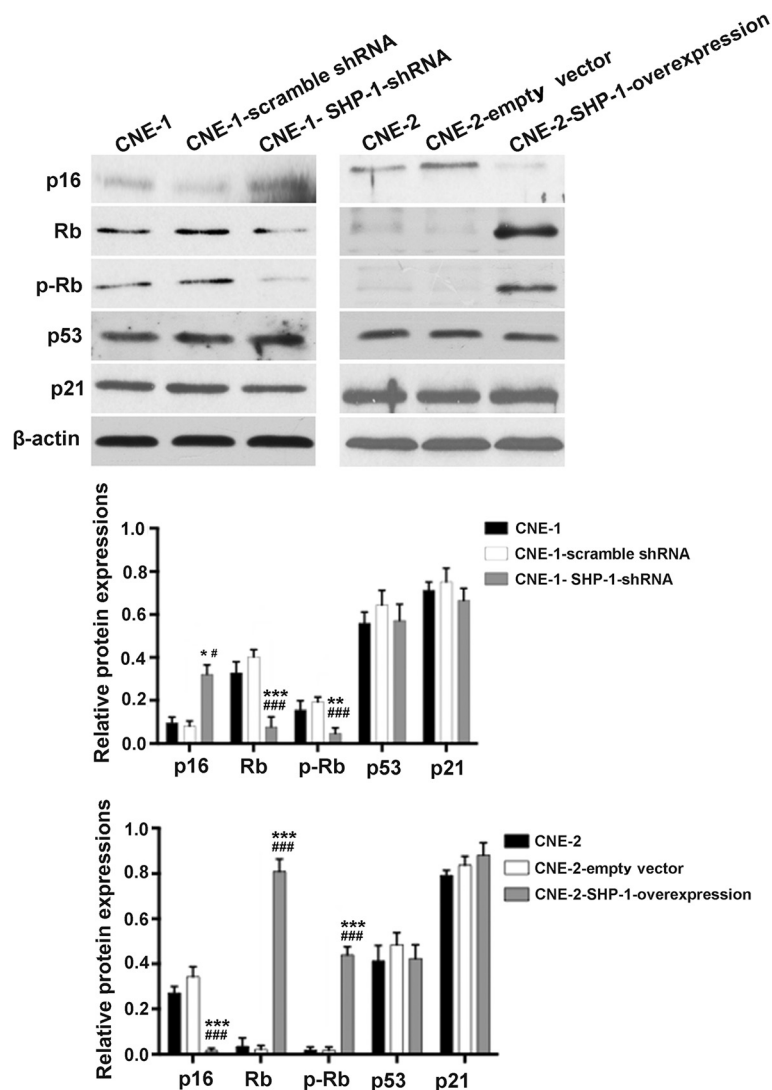 CNE-1
CNE-1-scramble shRNA
CNE-1- SHP-1-shRNA
CNE-2
CNE-2-empty vector
CNE-2-SHP-1-overexpression
p16
Rb
p-Rb
p53
p21
β-actin
Relative protein expressions
1.0
0.8
0.6
0.4
0.2
0.0
* #
***
###
**
###
p16 Rb p-Rb p53 p21
CNE-1
CNE-1-scramble shRNA
CNE-1- SHP-1-shRNA
Relative protein expressions
1.0
0.8
0.6
0.4
0.2
0.0
***
###
***
###
***
###
p16 Rb p-Rb p53 p21
CNE-2
CNE-2-empty vector
CNE-2-SHP-1-overexpression